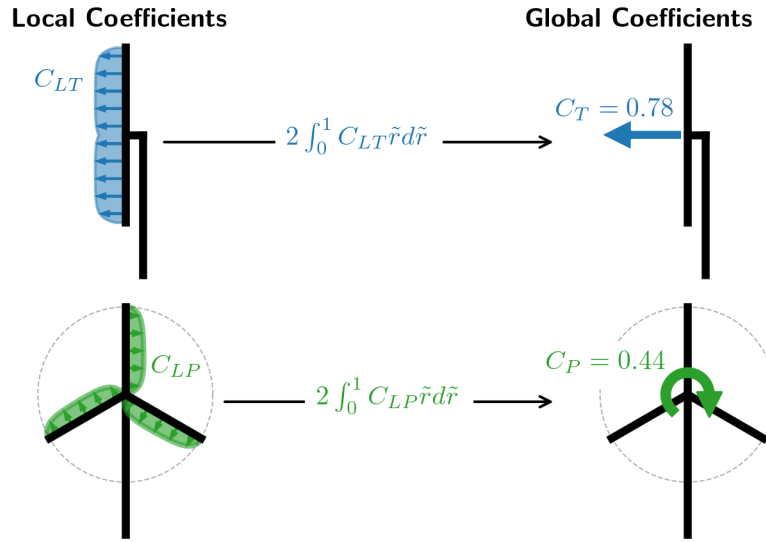 Local Coefficients
Global Coefficients
C_{LT}
2 ∫_0^1 C_{LT} r̃dr̃
C_T = 0.78
C_{LP}
2 ∫_0^1 C_{LP} r̃dr̃
C_P = 0.44